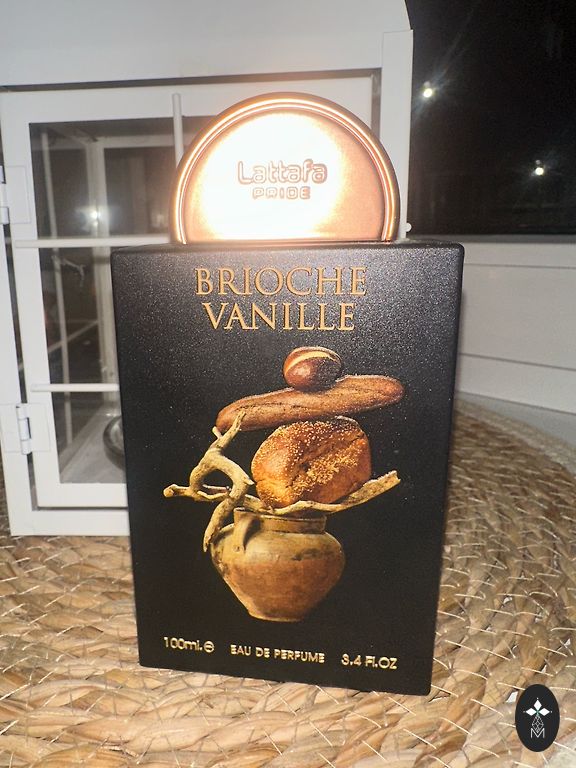 Lattafa
PRIDE
BRIOCHE
VANILLE
100ml.℮ EAU DE PERFUME 3.4 Fl.OZ
M